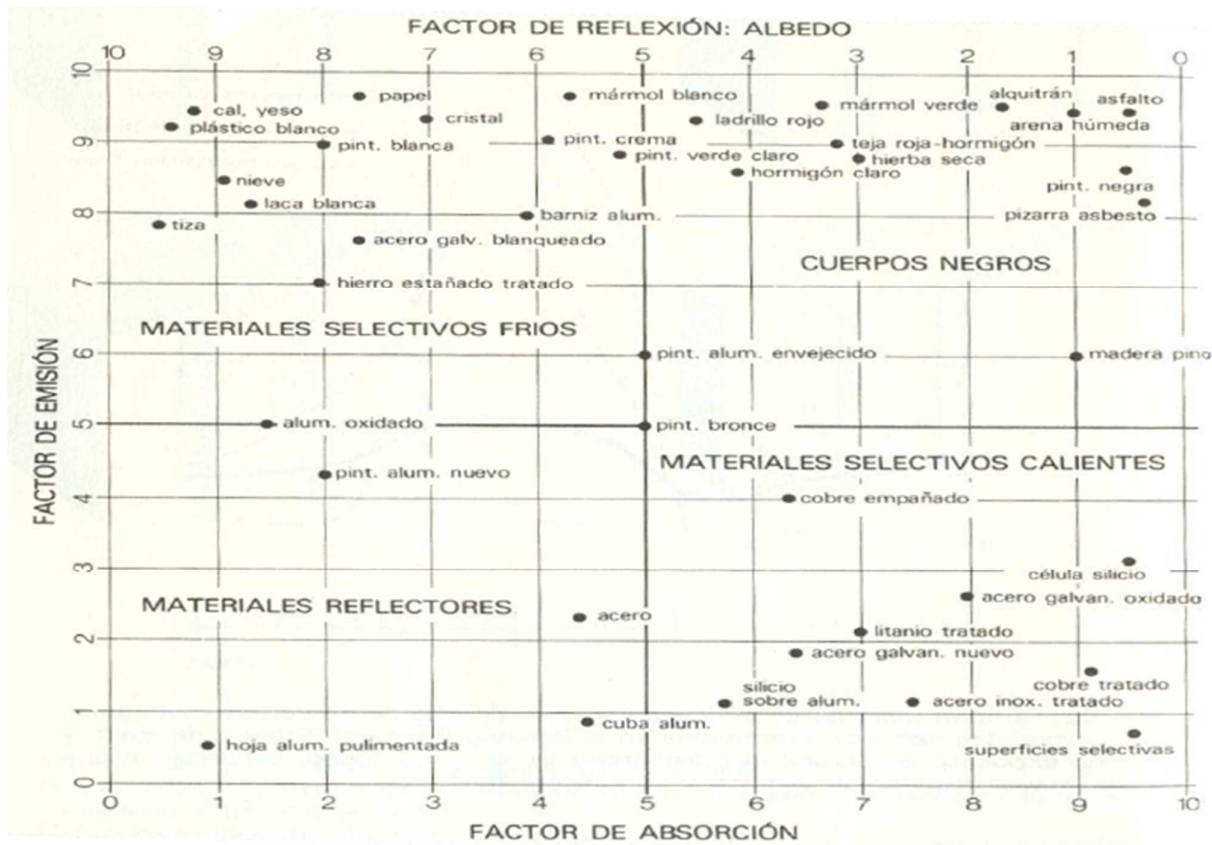 FACTOR DE REFLEXIÓN: ALBEDO
10 9 8 7 6 5 4 3 2 1 0
10
papel
mármol blanco
mármol verde
alquitrán
asfalto
cal, yeso
cristal
ladrillo rojo
arena húmeda
plástico blanco
9
pint. blanca
pint. crema
teja roja-hormigón
pint. verde claro
hierba seca
nieve
hormigón claro
pint. negra
laca blanca
8
barniz alum.
pizarra asbesto
tiza
acero galv. blanqueado
CUERPOS NEGROS
7
hierro estañado tratado
MATERIALES SELECTIVOS FRIOS
6
pint. alum. envejecido
madera pino
FACTOR DE EMISIÓN
5
alum. oxidado
pint. bronce
MATERIALES SELECTIVOS CALIENTES
pint. alum. nuevo
4
cobre empañado
3
célula silicio
MATERIALES REFLECTORES
acero galvan. oxidado
acero
2
litanio tratado
acero galvan. nuevo
cobre tratado
silicio
sobre alum.
acero inox. tratado
1
cuba alum.
hoja alum. pulimentada
superficies selectivas
0
0 1 2 3 4 5 6 7 8 9 10
FACTOR DE ABSORCIÓN